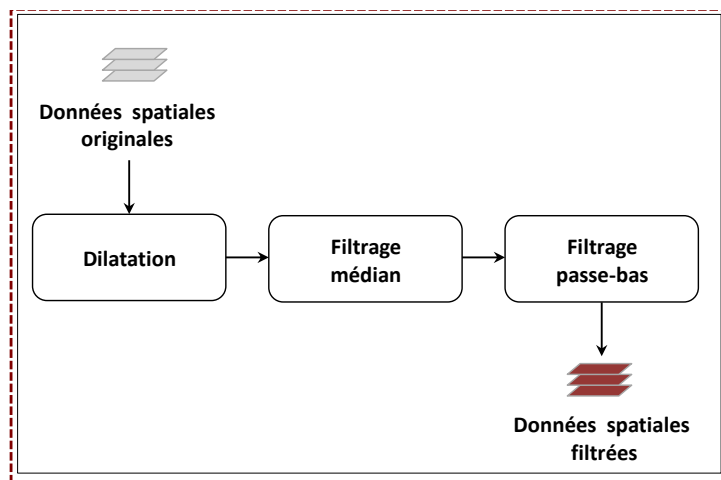 Données spatiales
originales
Dilatation
Filtrage
médian
Filtrage
passe-bas
Données spatiales
filtrées